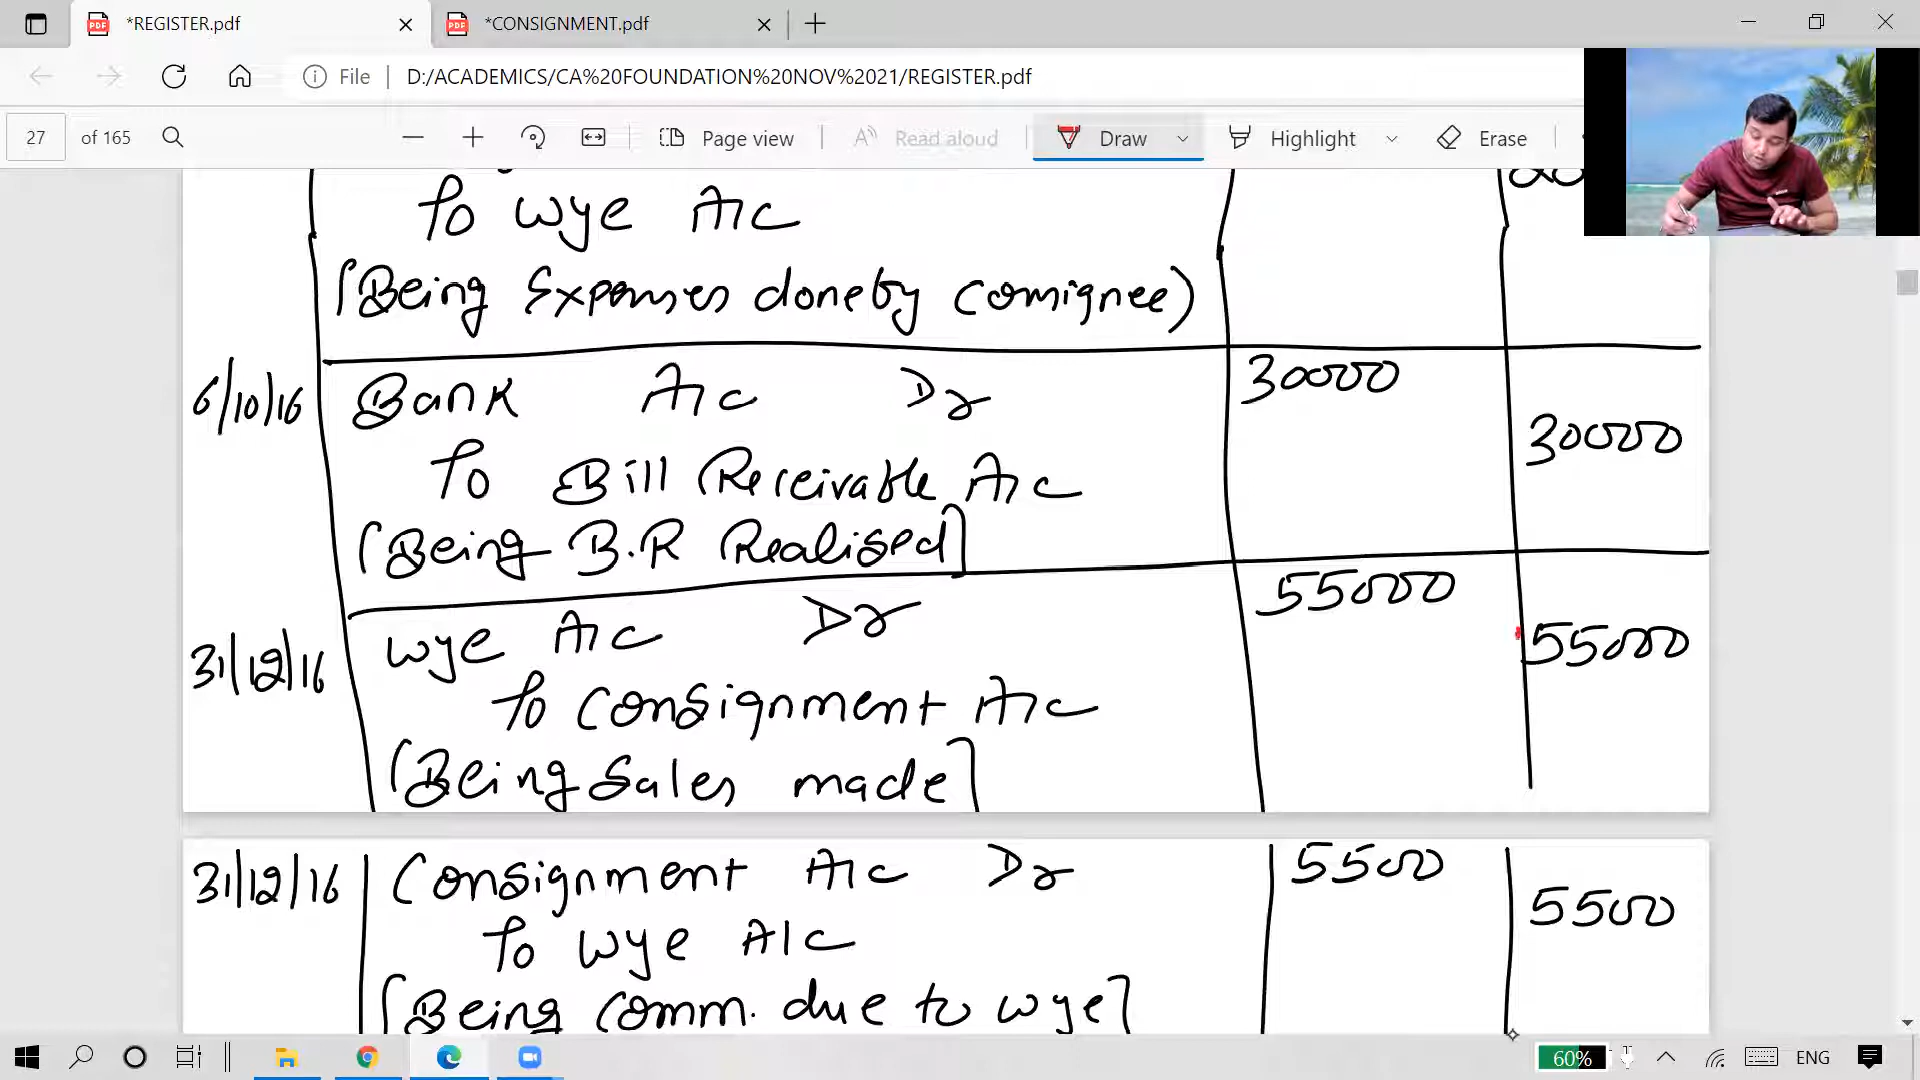 *REGISTER.pdf
*CONSIGNMENT.pdf
File
D:/ACADEMICS/CA%20FOUNDATION%20NOV%2021/REGISTER.pdf
27 of 165
Page view
Read aloud
Draw
Highlight
Erase
To Wye A/c
(Being Expenses done by Comignee)
6/10/16 Bank A/c Dr 30000
To Bill Receivable A/c 30000
[Being B.R Realised]
31/12/16 Wye A/c Dr 55000
To Consignment A/c 55000
[Being Sales made]
31/12/16 Consignment A/c Dr 5500
To Wye A/c 5500
[Being Comm. due to Wye]
60%
ENG